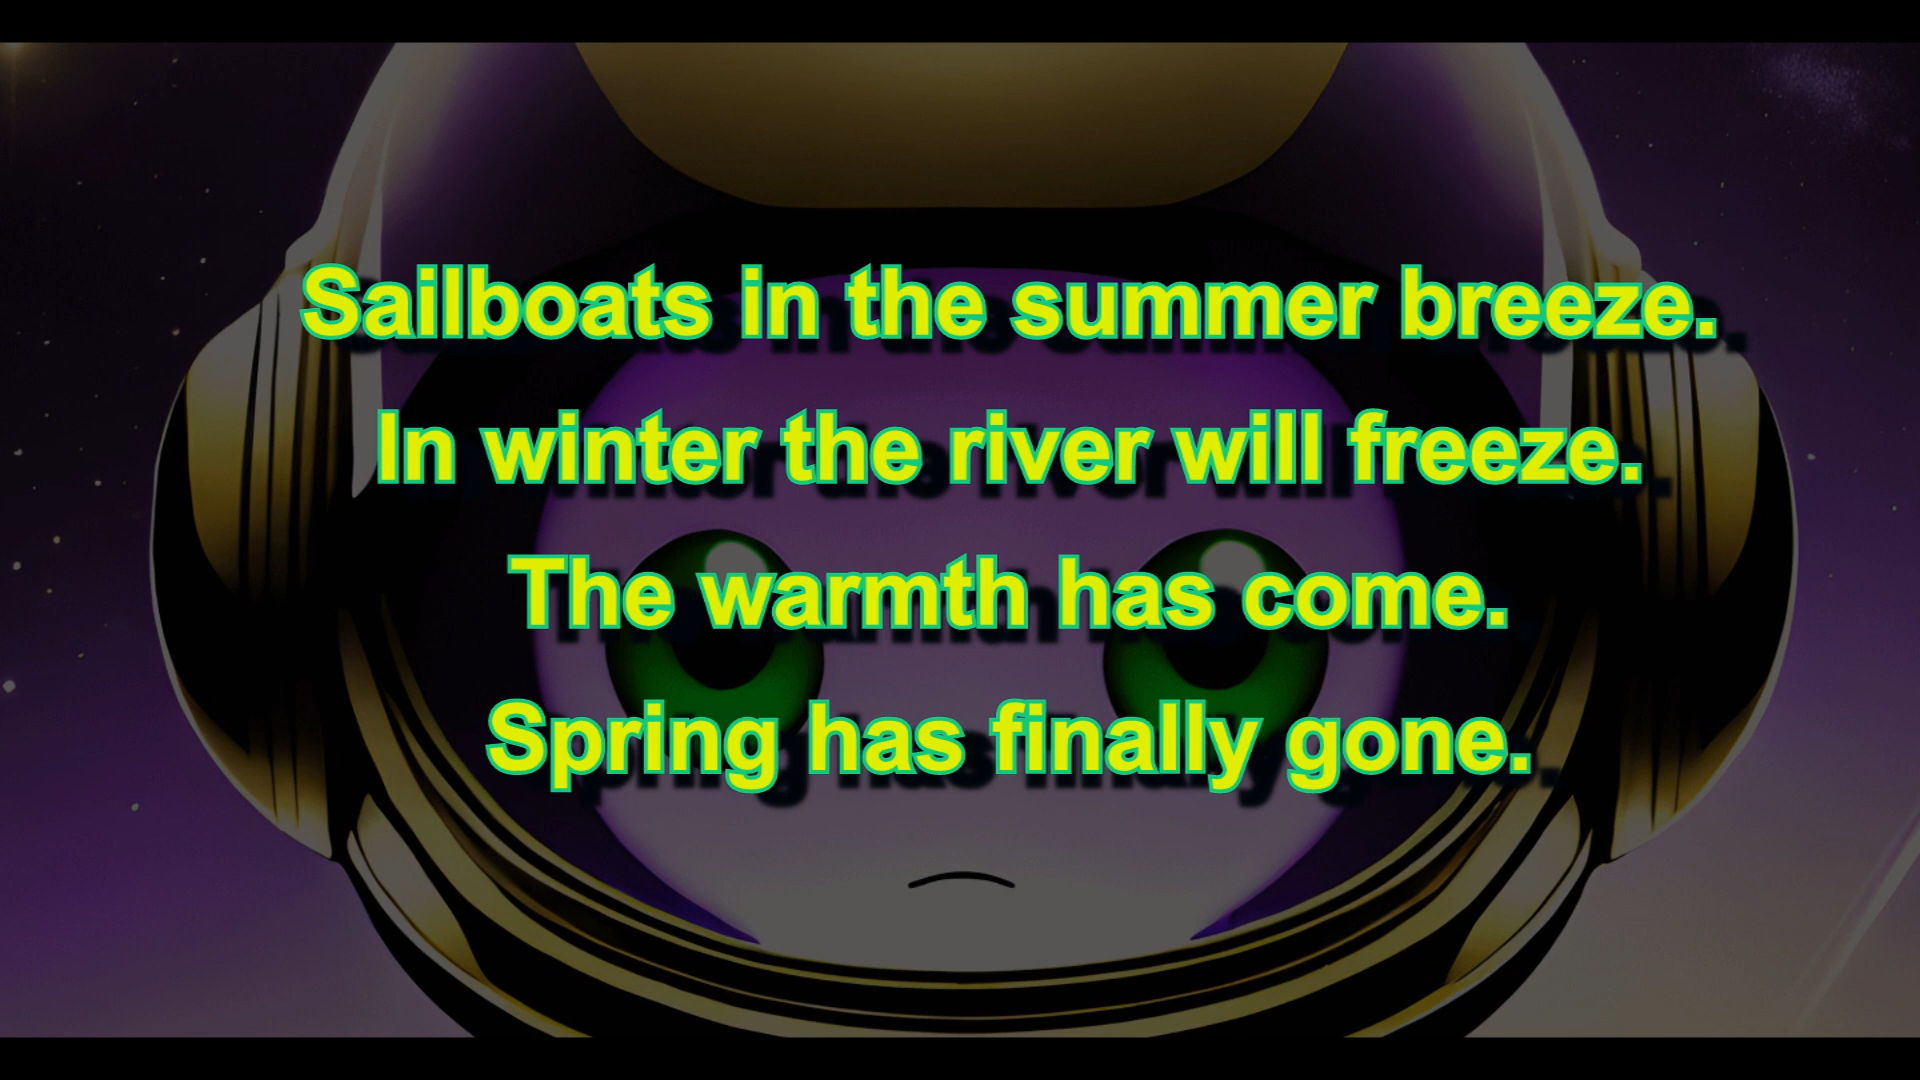 Sailboats in the summer breeze.
In winter the river will freeze.
The warmth has come.
Spring has finally gone.